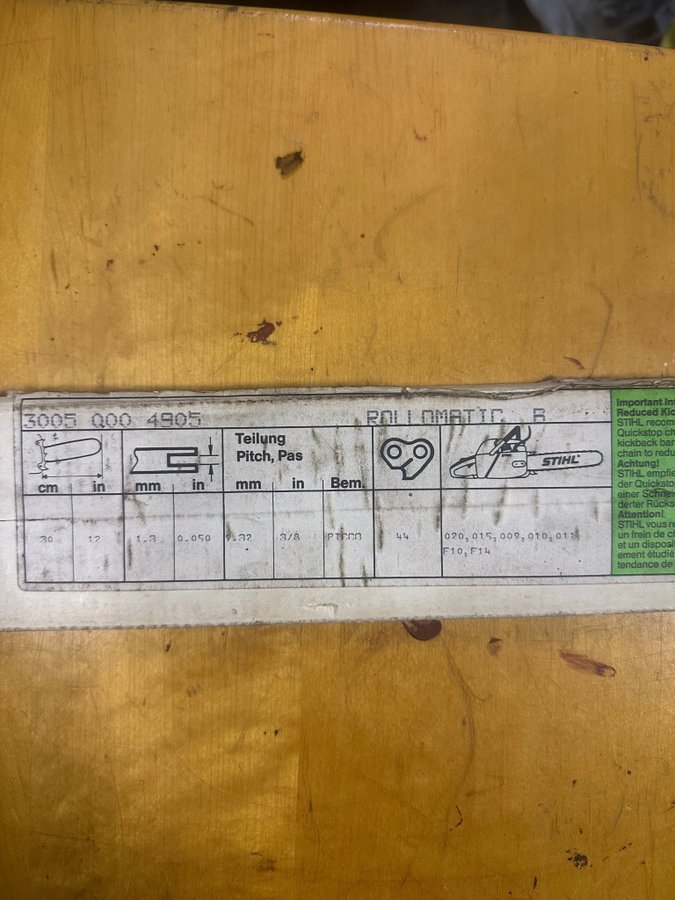 3005 000 4905 ROLLOMATIC R
Teilung
Pitch, Pas
cm in mm in mm in Bem.
STIHL
30 12 1.3 0.050 9.32 3/8 PICCO 44 020,015,009,010,011
F10,F14
Important In
Reduced Kic
STIHL recom
Quickstop ch
kickback bar
chain to redu
Achtung!
STIHL empfie
der Quicksto
einer Schnei
derter Rücks
Attention!
STIHL vous re
un frein de c
et un disposi
ement étudié
tendance de